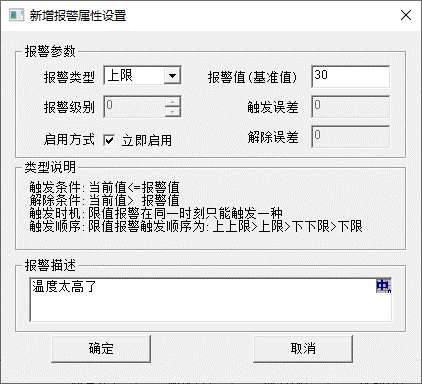 新增报警属性设置
报警参数
报警类型 上限 报警值(基准值) 30
报警级别 0 触发误差 0
启用方式 立即启用 解除误差 0
类型说明
触发条件: 当前值<=报警值
解除条件: 当前值> 报警值
触发时机: 限值报警在同一时刻只能触发一种
触发顺序: 限值报警触发顺序为: 上上限>上限>下下限>下限
报警描述
温度太高了
中
确定 取消